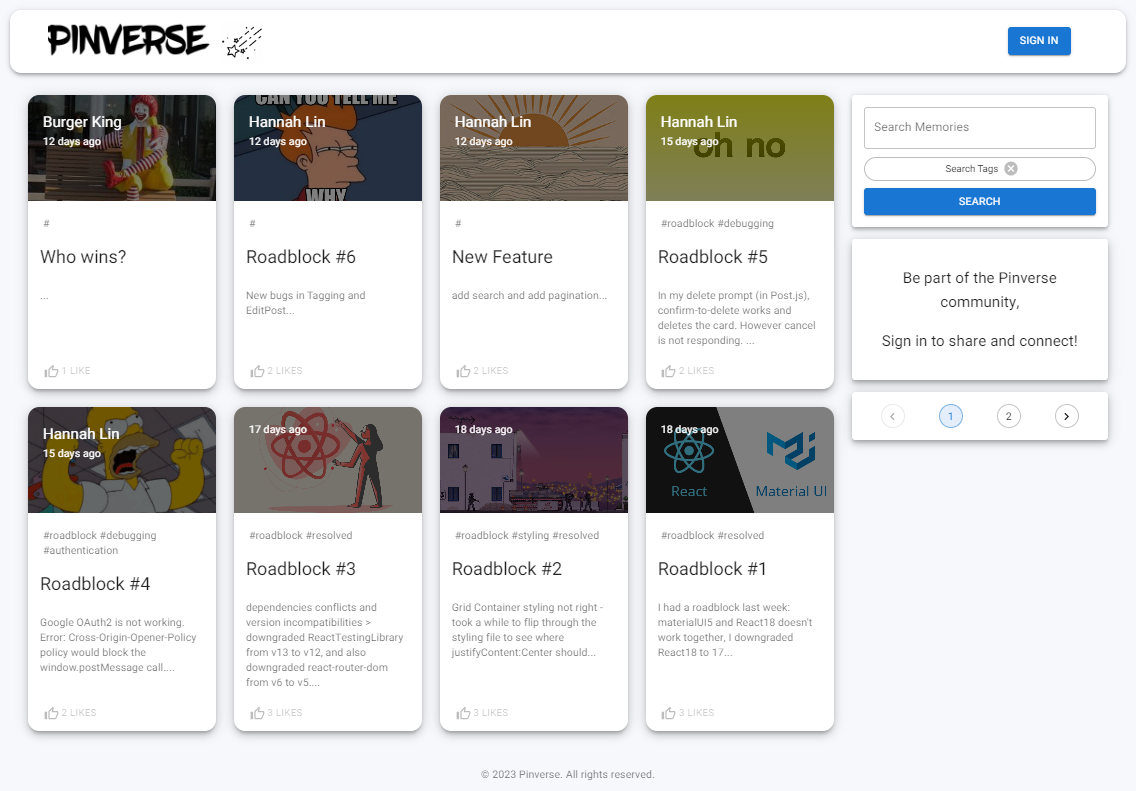 PINVERSE
SIGN IN
CAN YOU TELL ME
WHY
oh no
Burger King
12 days ago
#
Who wins?
...
1 LIKE
Hannah Lin
12 days ago
#
Roadblock #6
New bugs in Tagging and
EditPost...
2 LIKES
Hannah Lin
12 days ago
#
New Feature
add search and add pagination...
2 LIKES
Hannah Lin
15 days ago
#roadblock #debugging
Roadblock #5
In my delete prompt (in Post.js),
confirm-to-delete works and
deletes the card. However cancel
is not responding. ...
2 LIKES
Hannah Lin
15 days ago
#roadblock #debugging
#authentication
Roadblock #4
Google OAuth2 is not working.
Error: Cross-Origin-Opener-Policy
policy would block the
window.postMessage call....
2 LIKES
17 days ago
#roadblock #resolved
Roadblock #3
dependencies conflicts and
version incompatibilities >
downgraded ReactTestingLibrary
from v13 to v12, and also
downgraded react-router-dom
from v6 to v5....
3 LIKES
18 days ago
#roadblock #styling #resolved
Roadblock #2
Grid Container styling not right -
took a while to flip through the
styling file to see where
justifyContent:Center should...
3 LIKES
18 days ago
React
Material UI
#roadblock #resolved
Roadblock #1
I had a roadblock last week:
materialUI5 and React18 doesn't
work together, I downgraded
React18 to 17...
3 LIKES
Search Memories
Search Tags
SEARCH
Be part of the Pinverse
community,
Sign in to share and connect!
1
2
© 2023 Pinverse. All rights reserved.